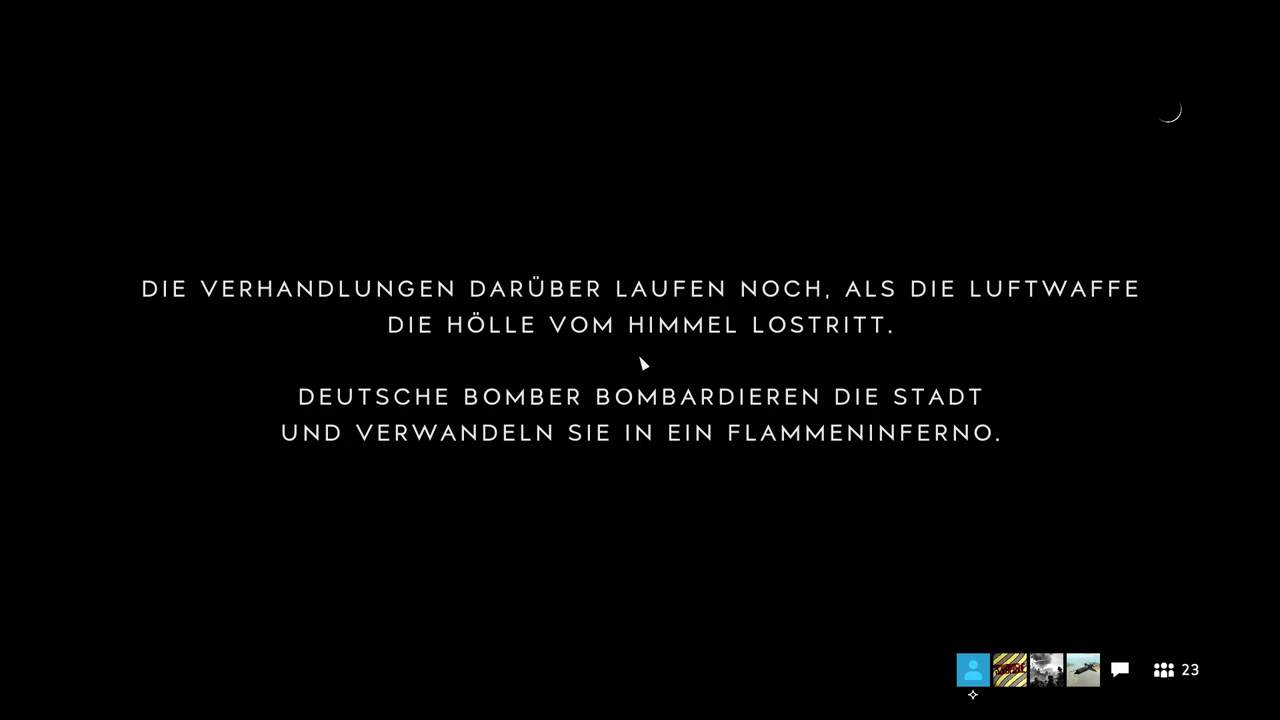 DIE VERHANDLUNGEN DARÜBER LAUFEN NOCH, ALS DIE LUFTWAFFE
DIE HÖLLE VOM HIMMEL LOSTRITT.
DEUTSCHE BOMBER BOMBARDIEREN DIE STADT
UND VERWANDELN SIE IN EIN FLAMMENINFERNO.
23